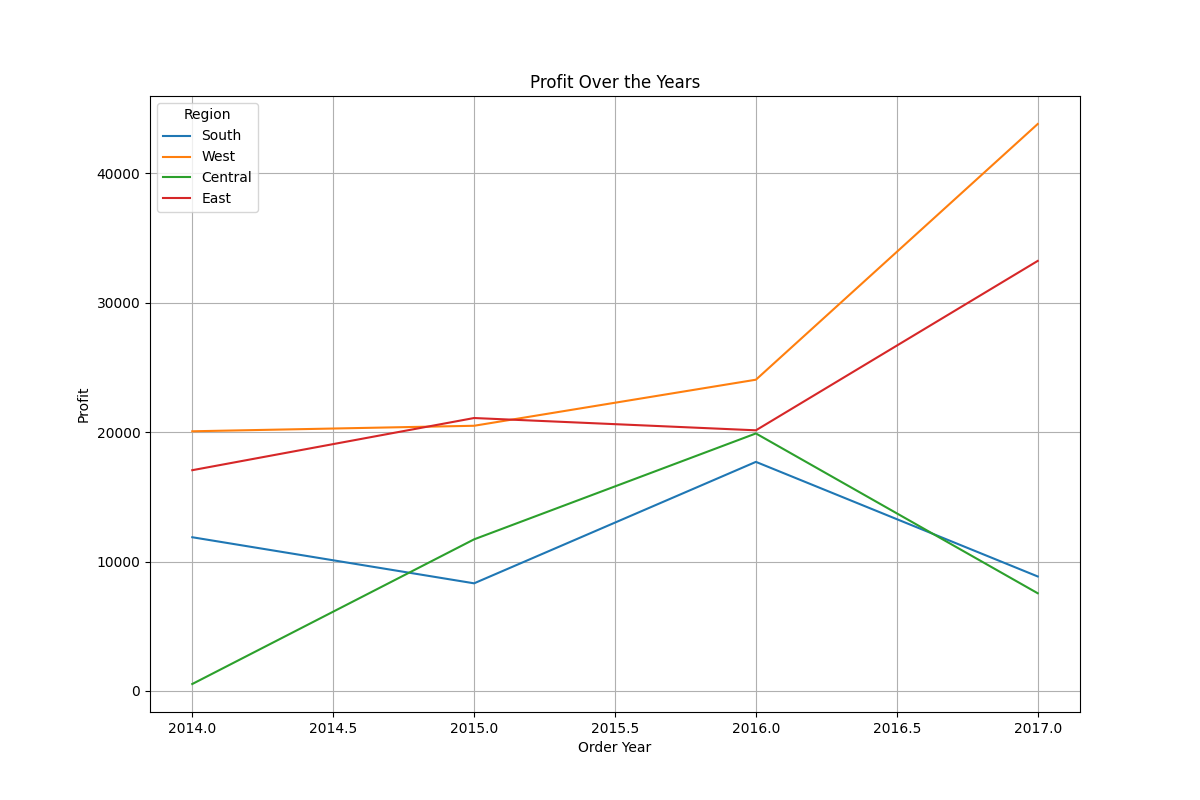 Profit Over the Years
Region
South
West
Central
East
Profit
40000
30000
20000
10000
0
2014.0 2014.5 2015.0 2015.5 2016.0 2016.5 2017.0
Order Year